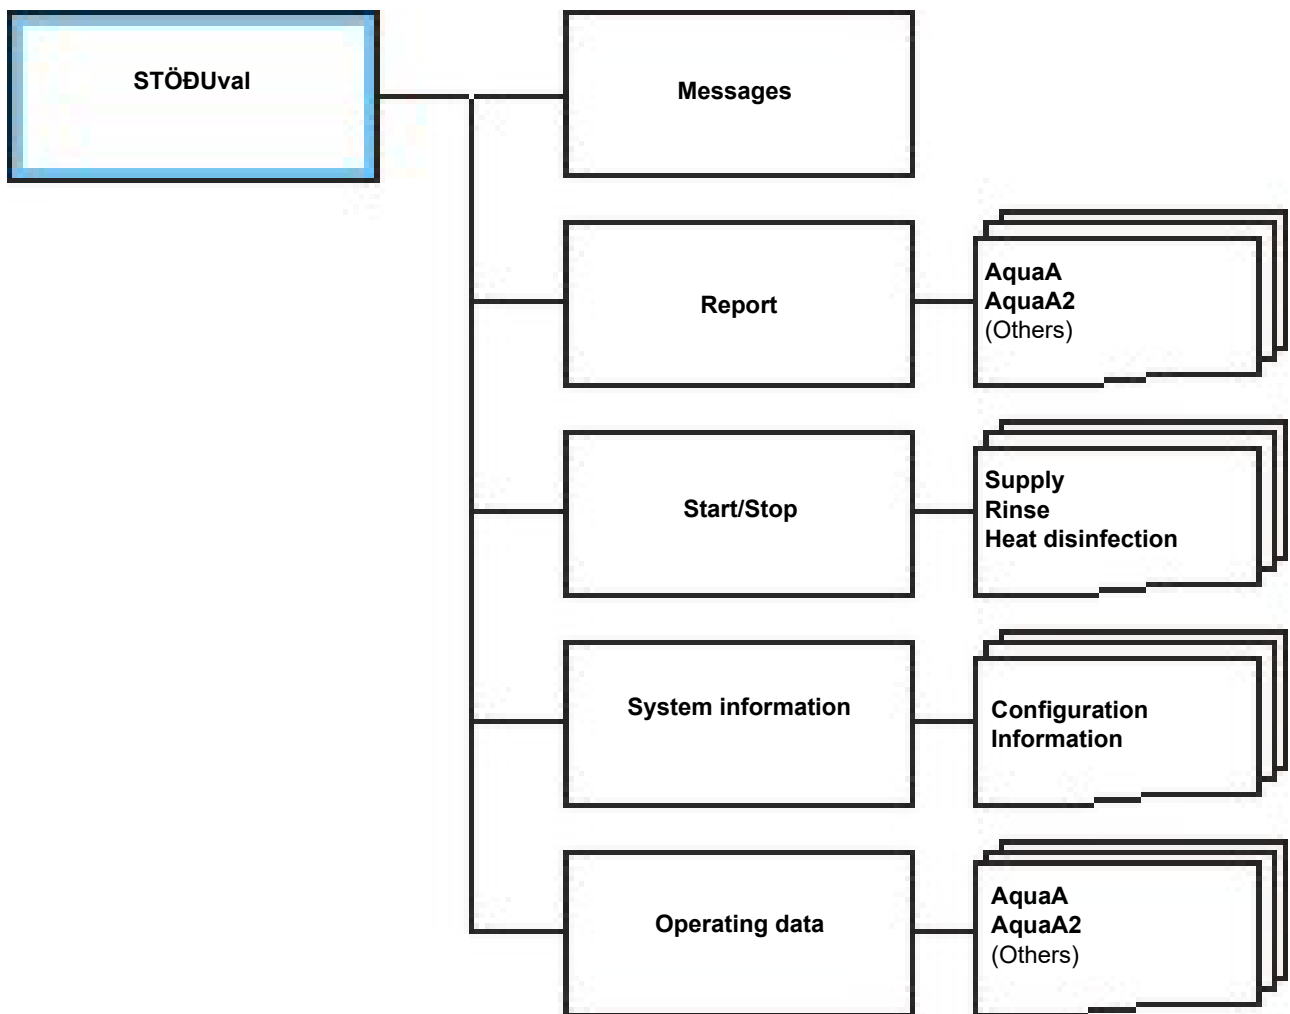 STÖÐUval
Messages
Report
AquaA
AquaA2
(Others)
Start/Stop
Supply
Rinse
Heat disinfection
System information
Configuration
Information
Operating data
AquaA
AquaA2
(Others)